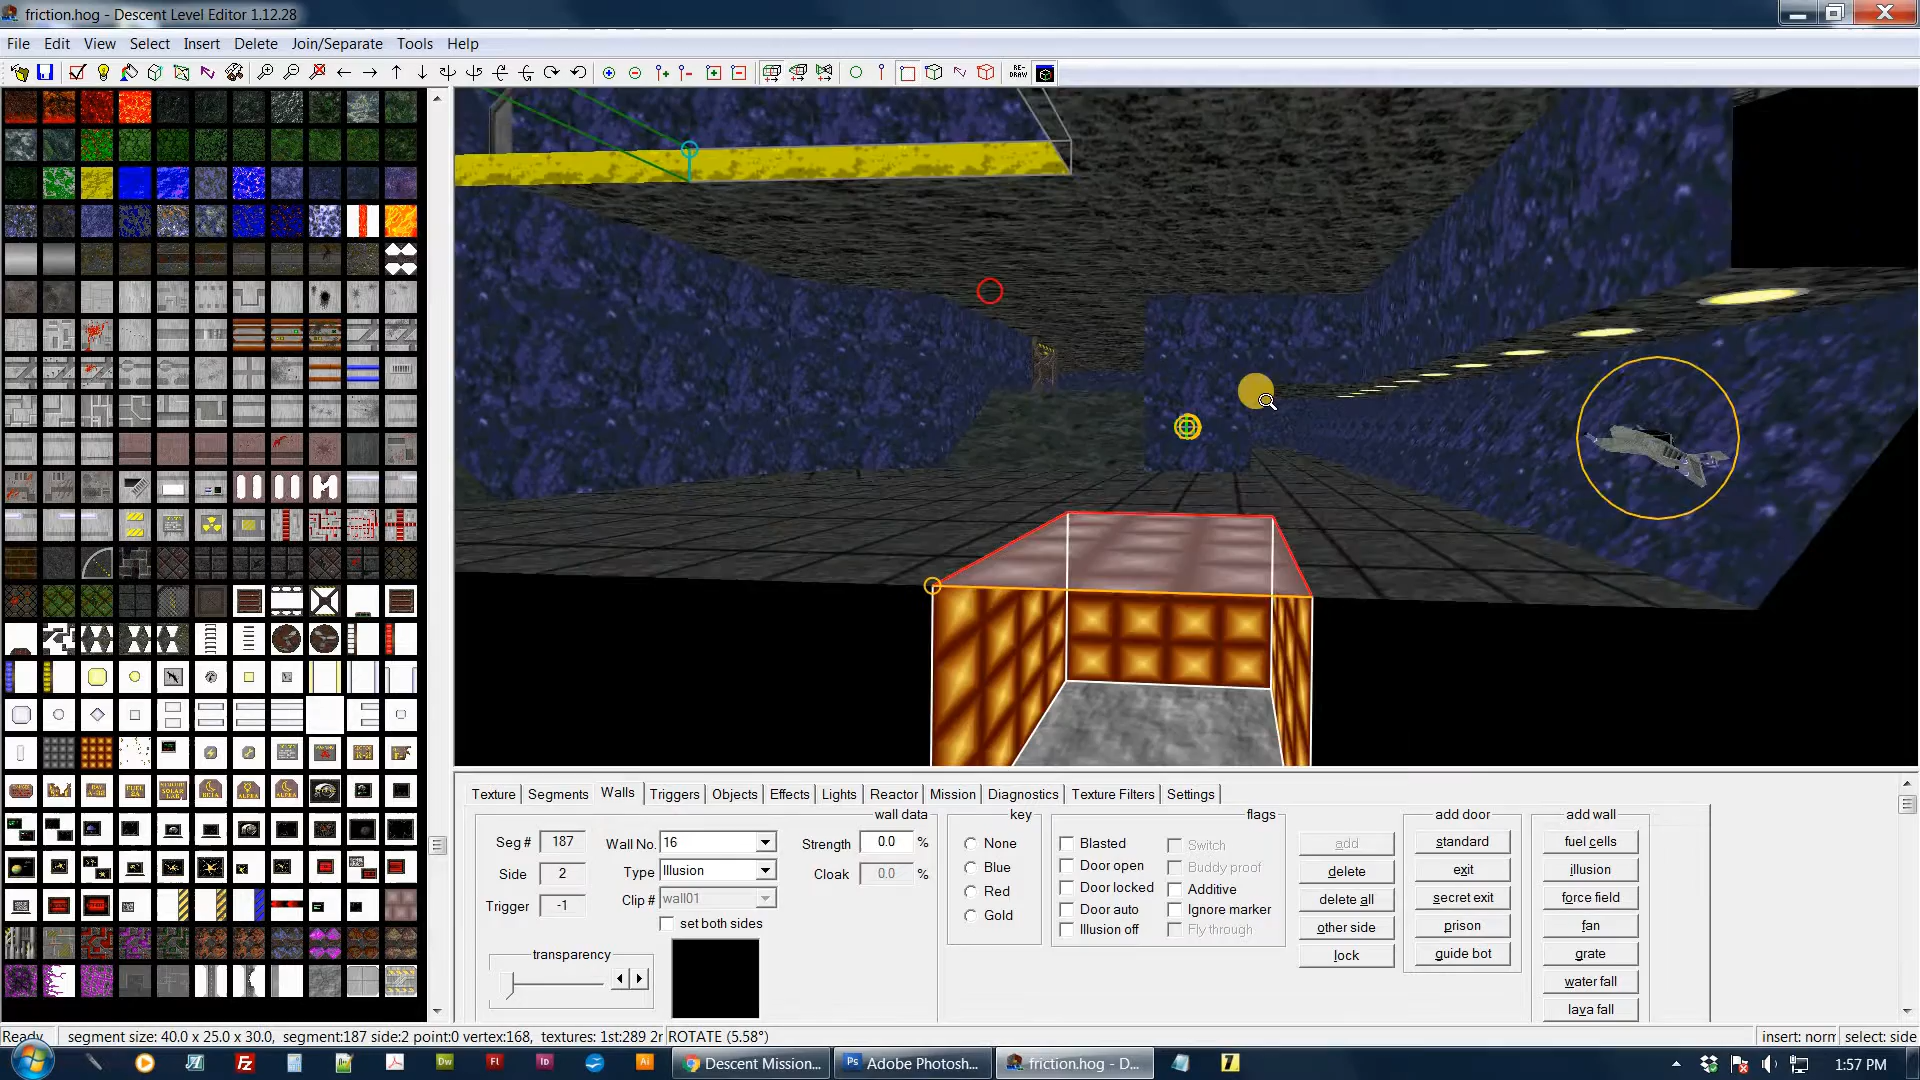 friction.hog - Descent Level Editor 1.12.28
File Edit View Select Insert Delete Join/Separate Tools Help
RE-DRAW
Texture Segments Walls Triggers Objects Effects Lights Reactor Mission Diagnostics Texture Filters Settings
wall data
key
flags
add door
add wall
Seg # 187
Wall No. 16
Strength 0.0 %
None
Blasted
Switch
add
standard
fuel cells
Side 2
Type Illusion
Cloak 0.0 %
Blue
Door open
Buddy proof
delete
exit
illusion
Trigger -1
Clip # wall01
Red
Door locked
Additive
delete all
secret exit
force field
set both sides
Gold
Door auto
Ignore marker
other side
prison
fan
Illusion off
Fly through
lock
guide bot
grate
transparency
water fall
lava fall
Ready segment size: 40.0 x 25.0 x 30.0, segment:187 side:2 point:0 vertex:168, textures: 1st:289 2r ROTATE (5.58°) insert: norm select: side
Descent Mission... Adobe Photosh... friction.hog - D... 1:57 PM